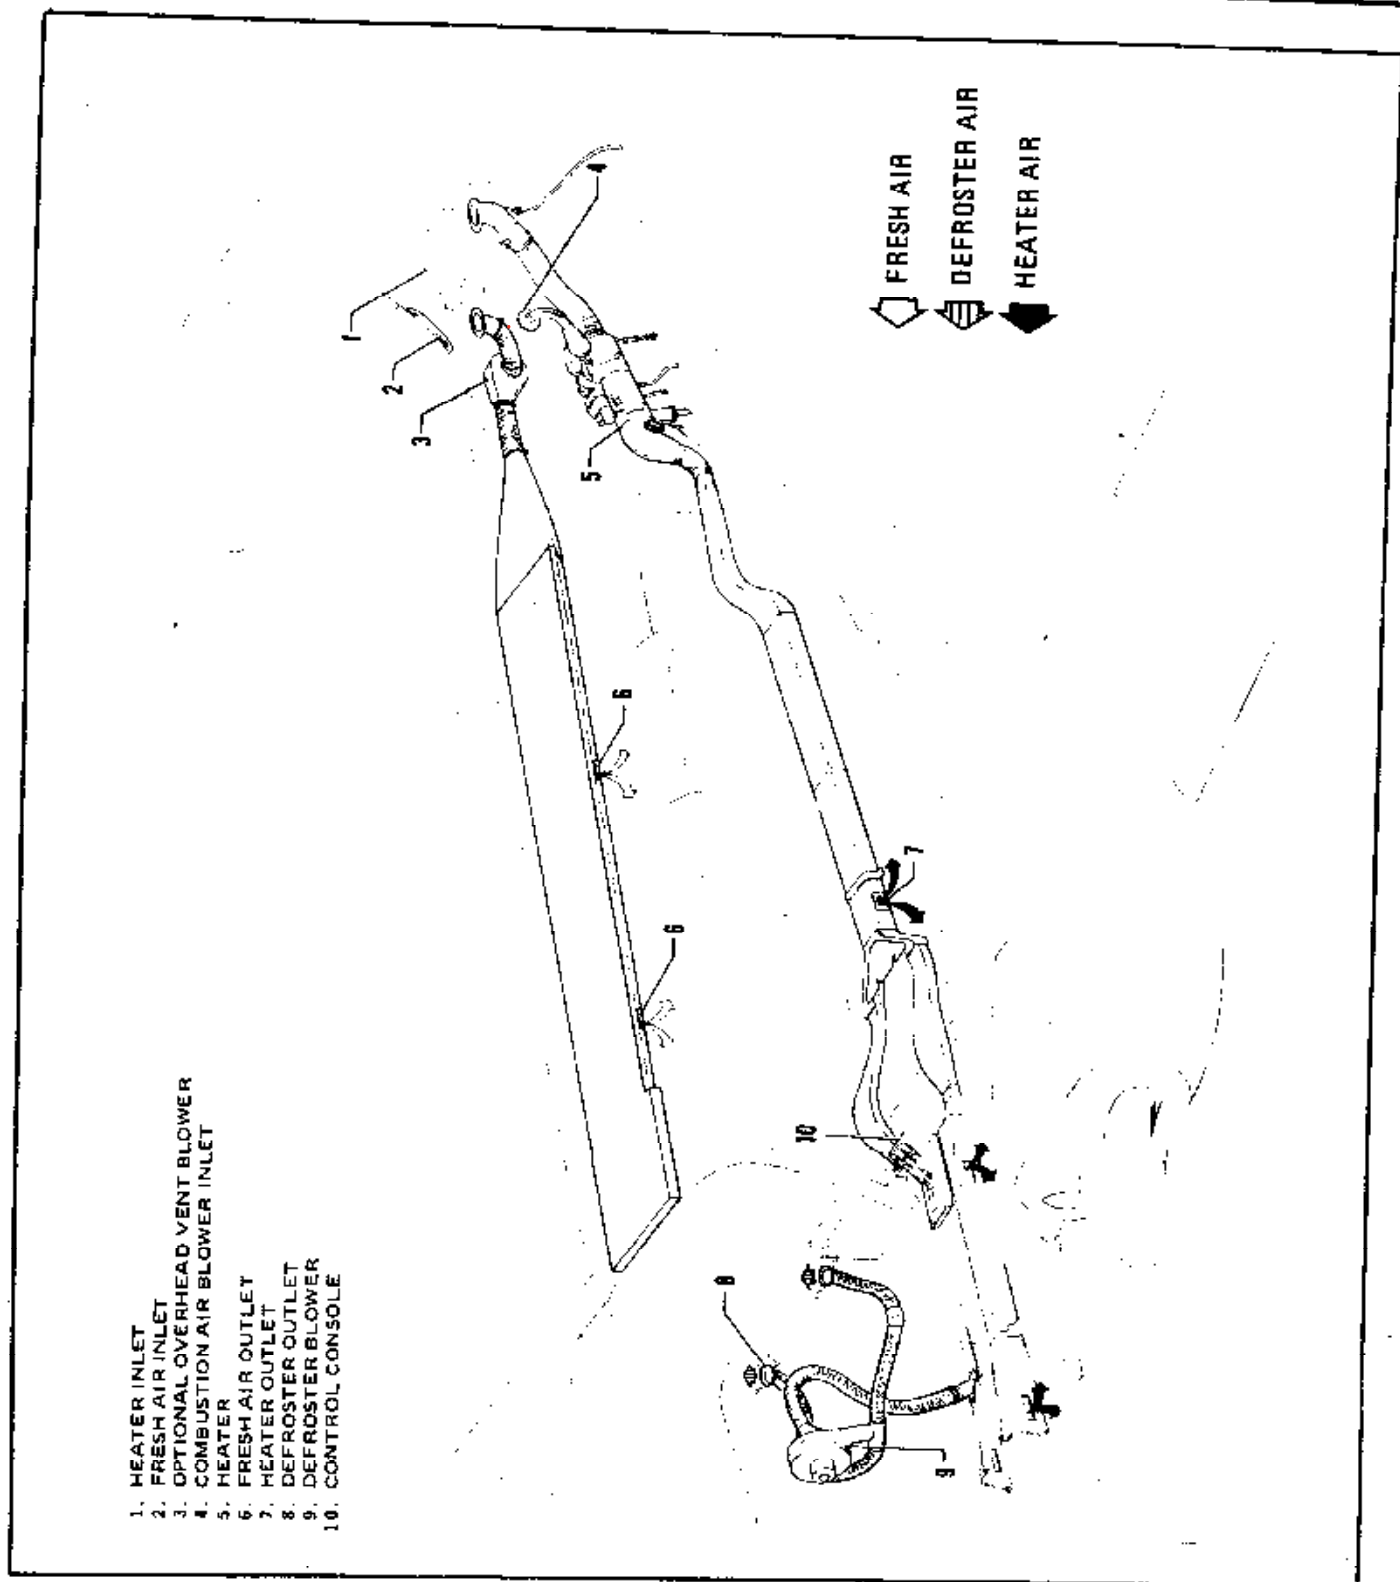 1. HEATER INLET
2. FRESH AIR INLET
3. OPTIONAL OVERHEAD VENT BLOWER
4. COMBUSTION AIR BLOWER INLET
5. HEATER
6. FRESH AIR OUTLET
7. HEATER OUTLET
8. DEFROSTER OUTLET
9. DEFROSTER BLOWER
10. CONTROL CONSOLE
1
2
3
4
5
6
6
7
8
9
10
FRESH AIR
DEFROSTER AIR
HEATER AIR